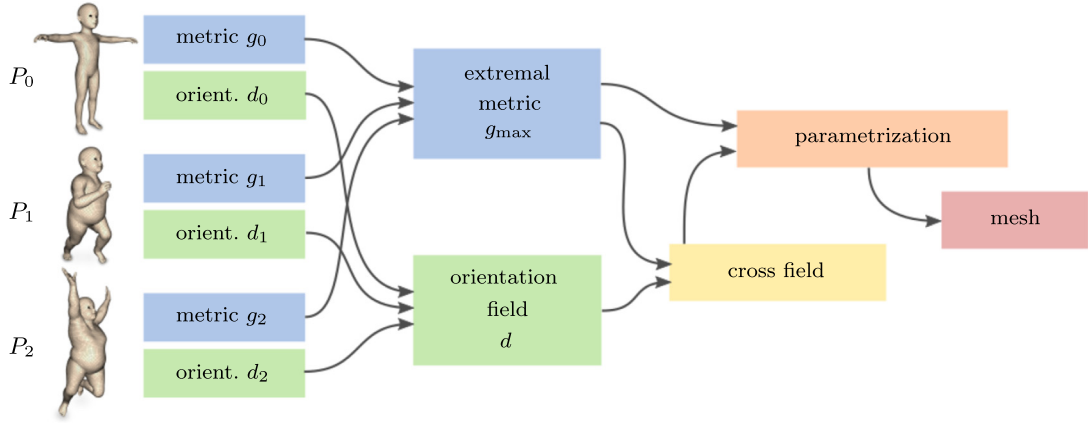 P₀
metric g₀
orient. d₀
P₁
metric g₁
orient. d₁
P₂
metric g₂
orient. d₂
extremal
metric
gₘₐₓ
orientation
field
d
parametrization
cross field
mesh